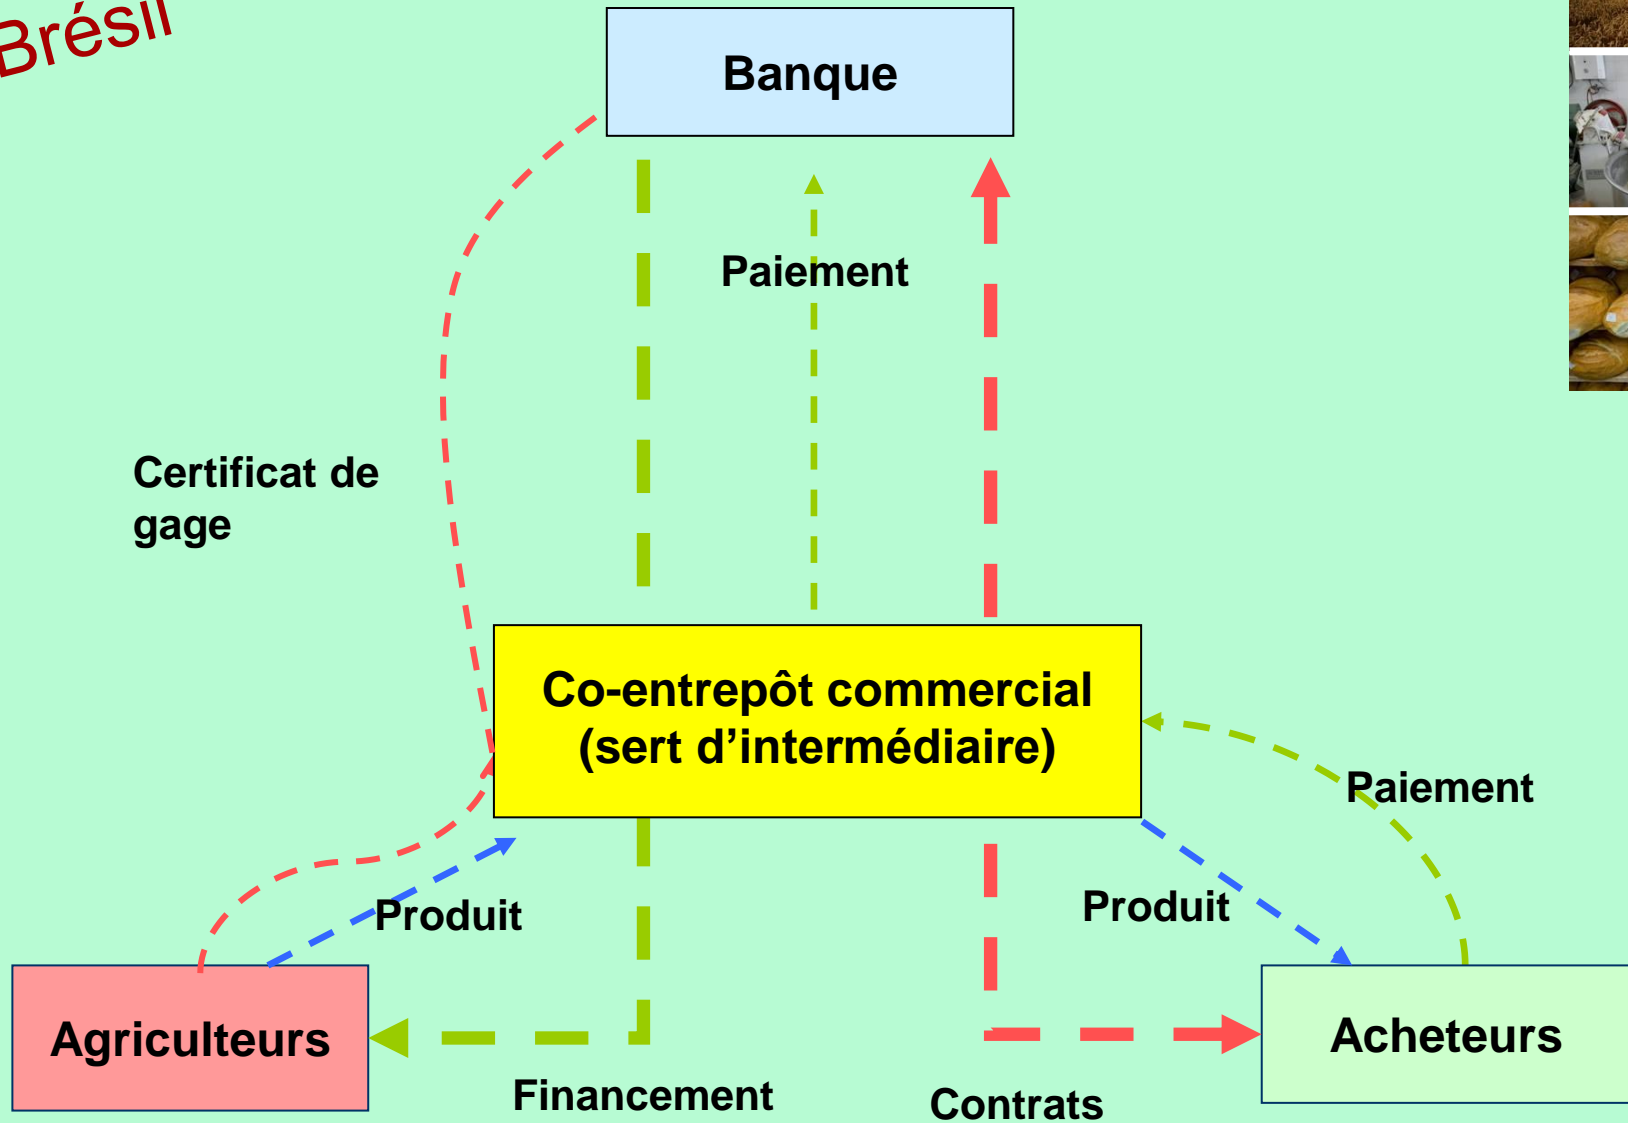 Brésil
Banque
Paiement
Certificat de
gage
Co-entrepôt commercial
(sert d’intermédiaire)
Paiement
Produit
Produit
Agriculteurs
Acheteurs
Financement
Contrats